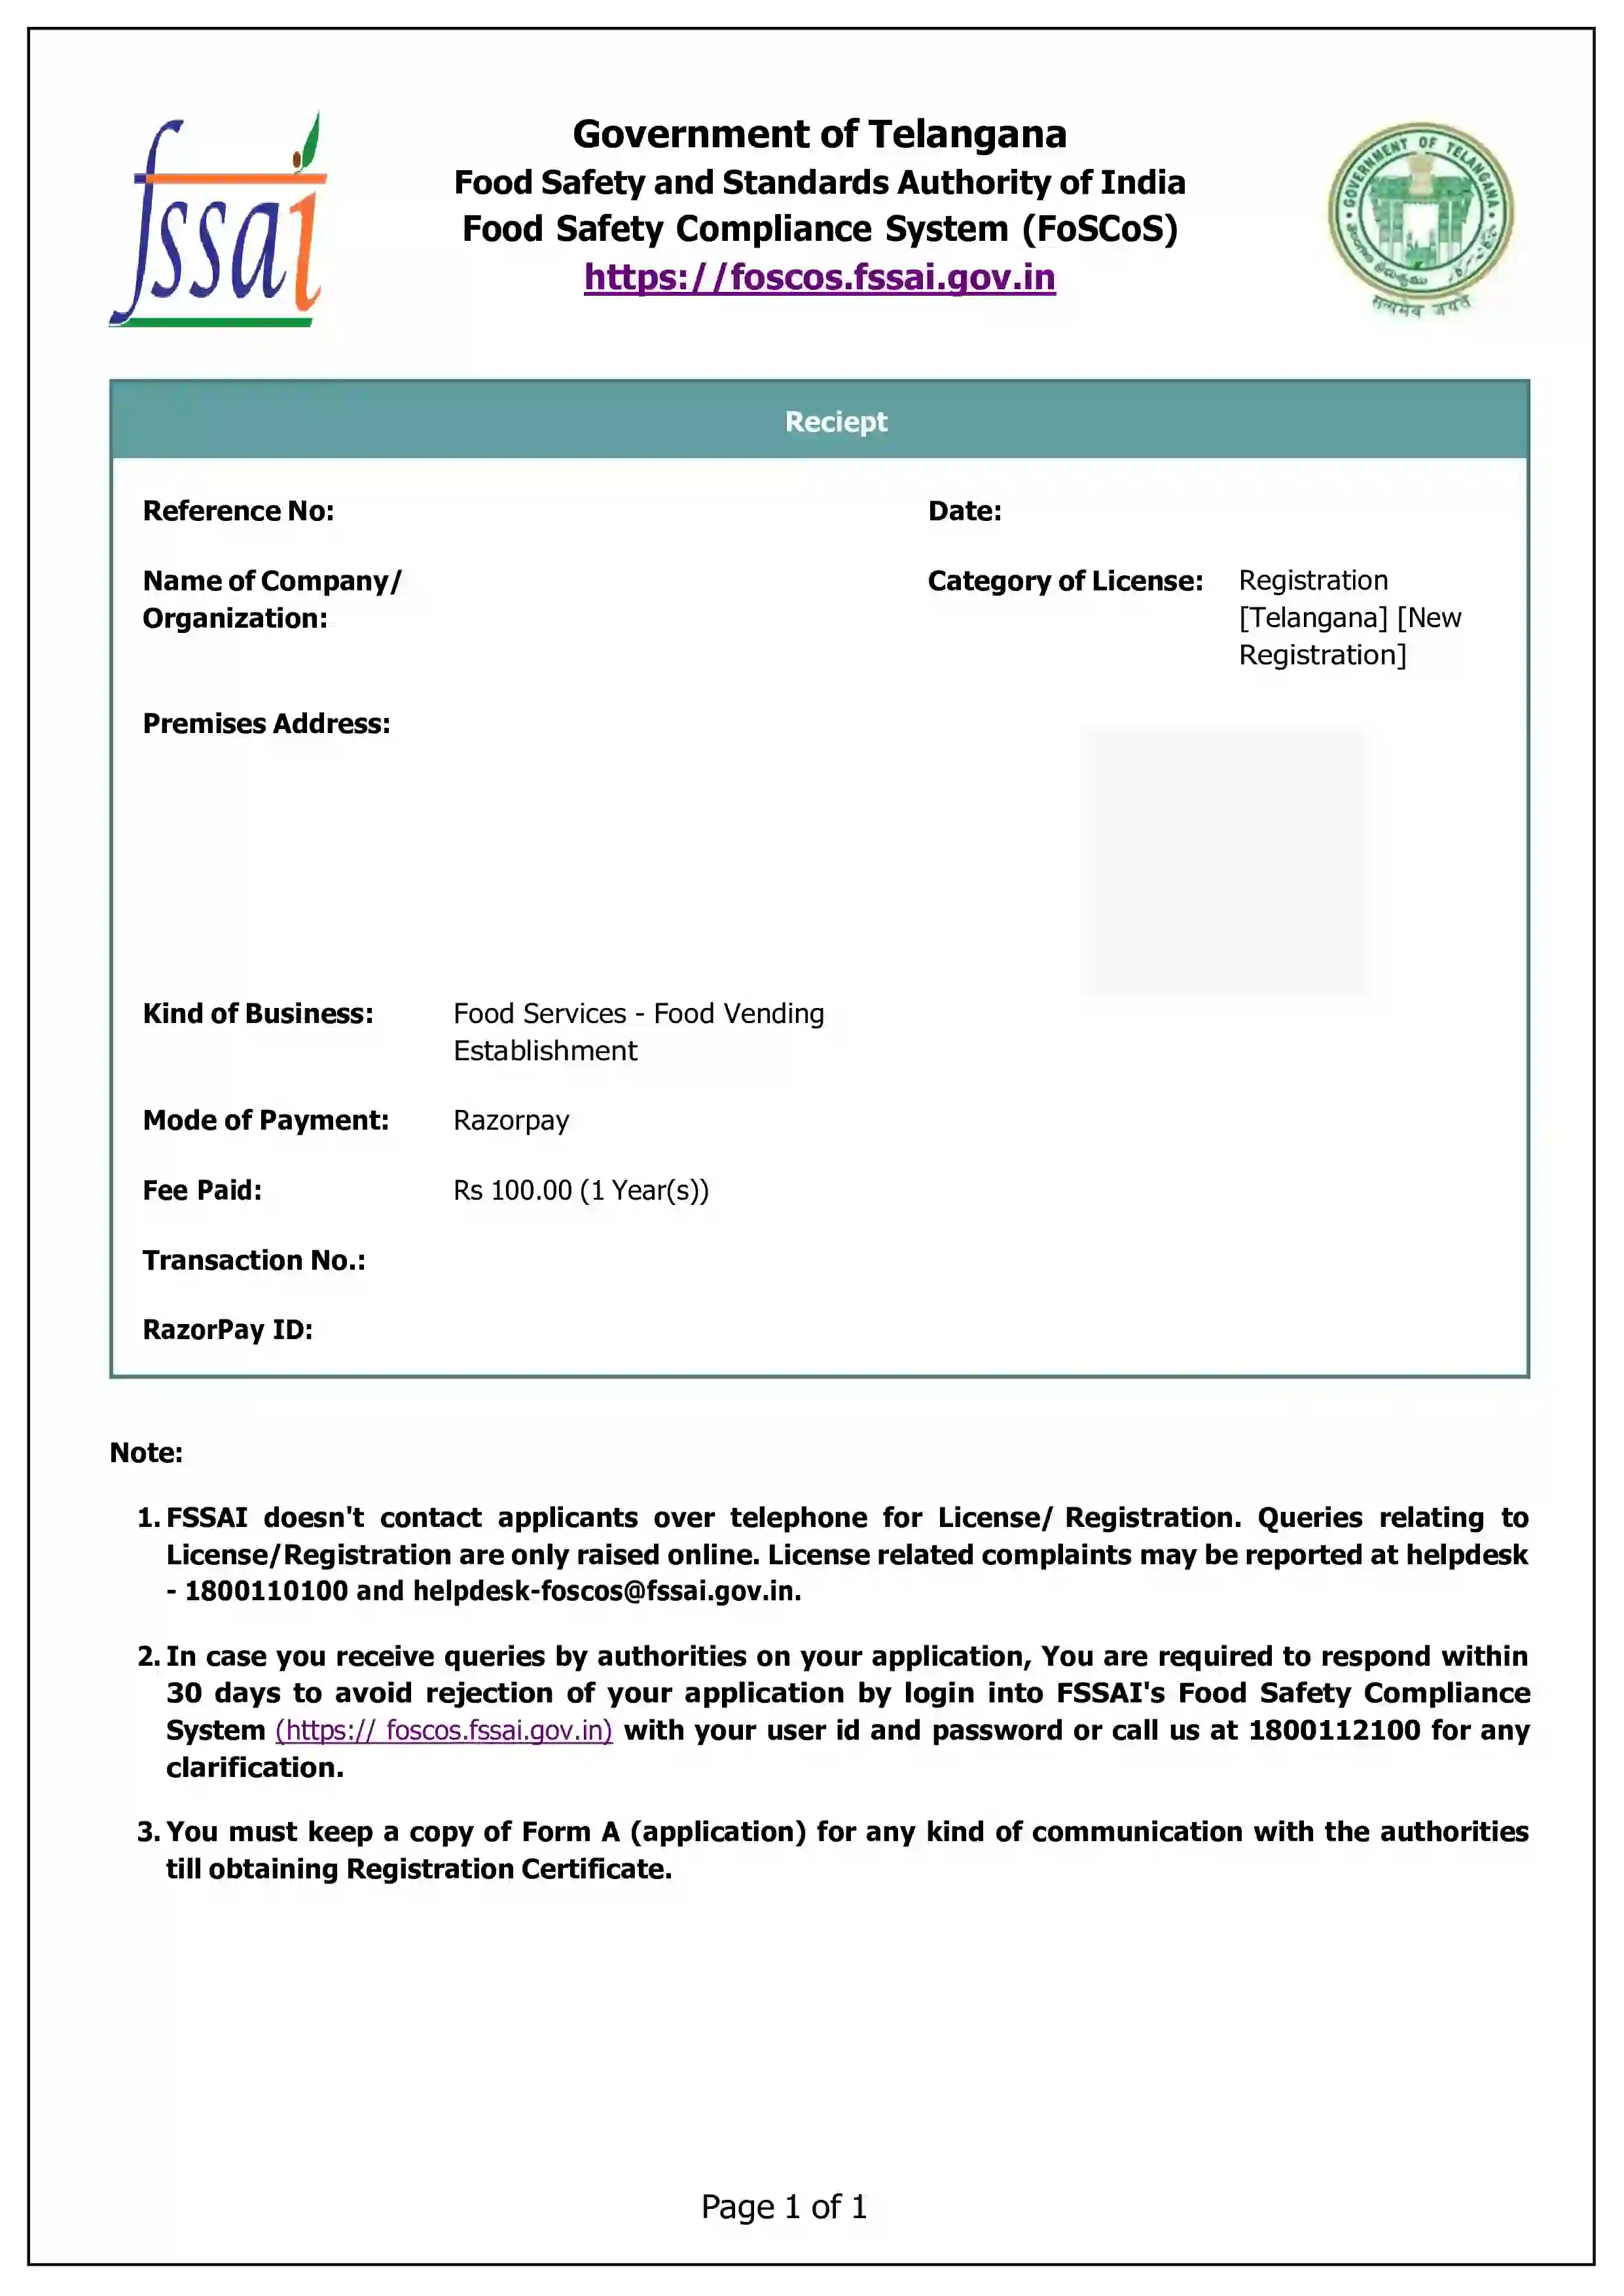 fssai
Government of Telangana
Food Safety and Standards Authority of India
Food Safety Compliance System (FoSCoS)
https://foscos.fssai.gov.in
GOVERNMENT OF TELANGANA
सत्यमेव जयते
Reciept
Reference No:
Date:
Name of Company/
Organization:
Category of License: Registration
[Telangana] [New
Registration]
Premises Address:
Kind of Business: Food Services - Food Vending
Establishment
Mode of Payment: Razorpay
Fee Paid: Rs 100.00 (1 Year(s))
Transaction No.:
RazorPay ID:
Note:
1. FSSAI doesn't contact applicants over telephone for License/ Registration. Queries relating to
License/Registration are only raised online. License related complaints may be reported at helpdesk
- 1800110100 and helpdesk-foscos@fssai.gov.in.
2. In case you receive queries by authorities on your application, You are required to respond within
30 days to avoid rejection of your application by login into FSSAI's Food Safety Compliance
System (https:// foscos.fssai.gov.in) with your user id and password or call us at 1800112100 for any
clarification.
3. You must keep a copy of Form A (application) for any kind of communication with the authorities
till obtaining Registration Certificate.
Page 1 of 1